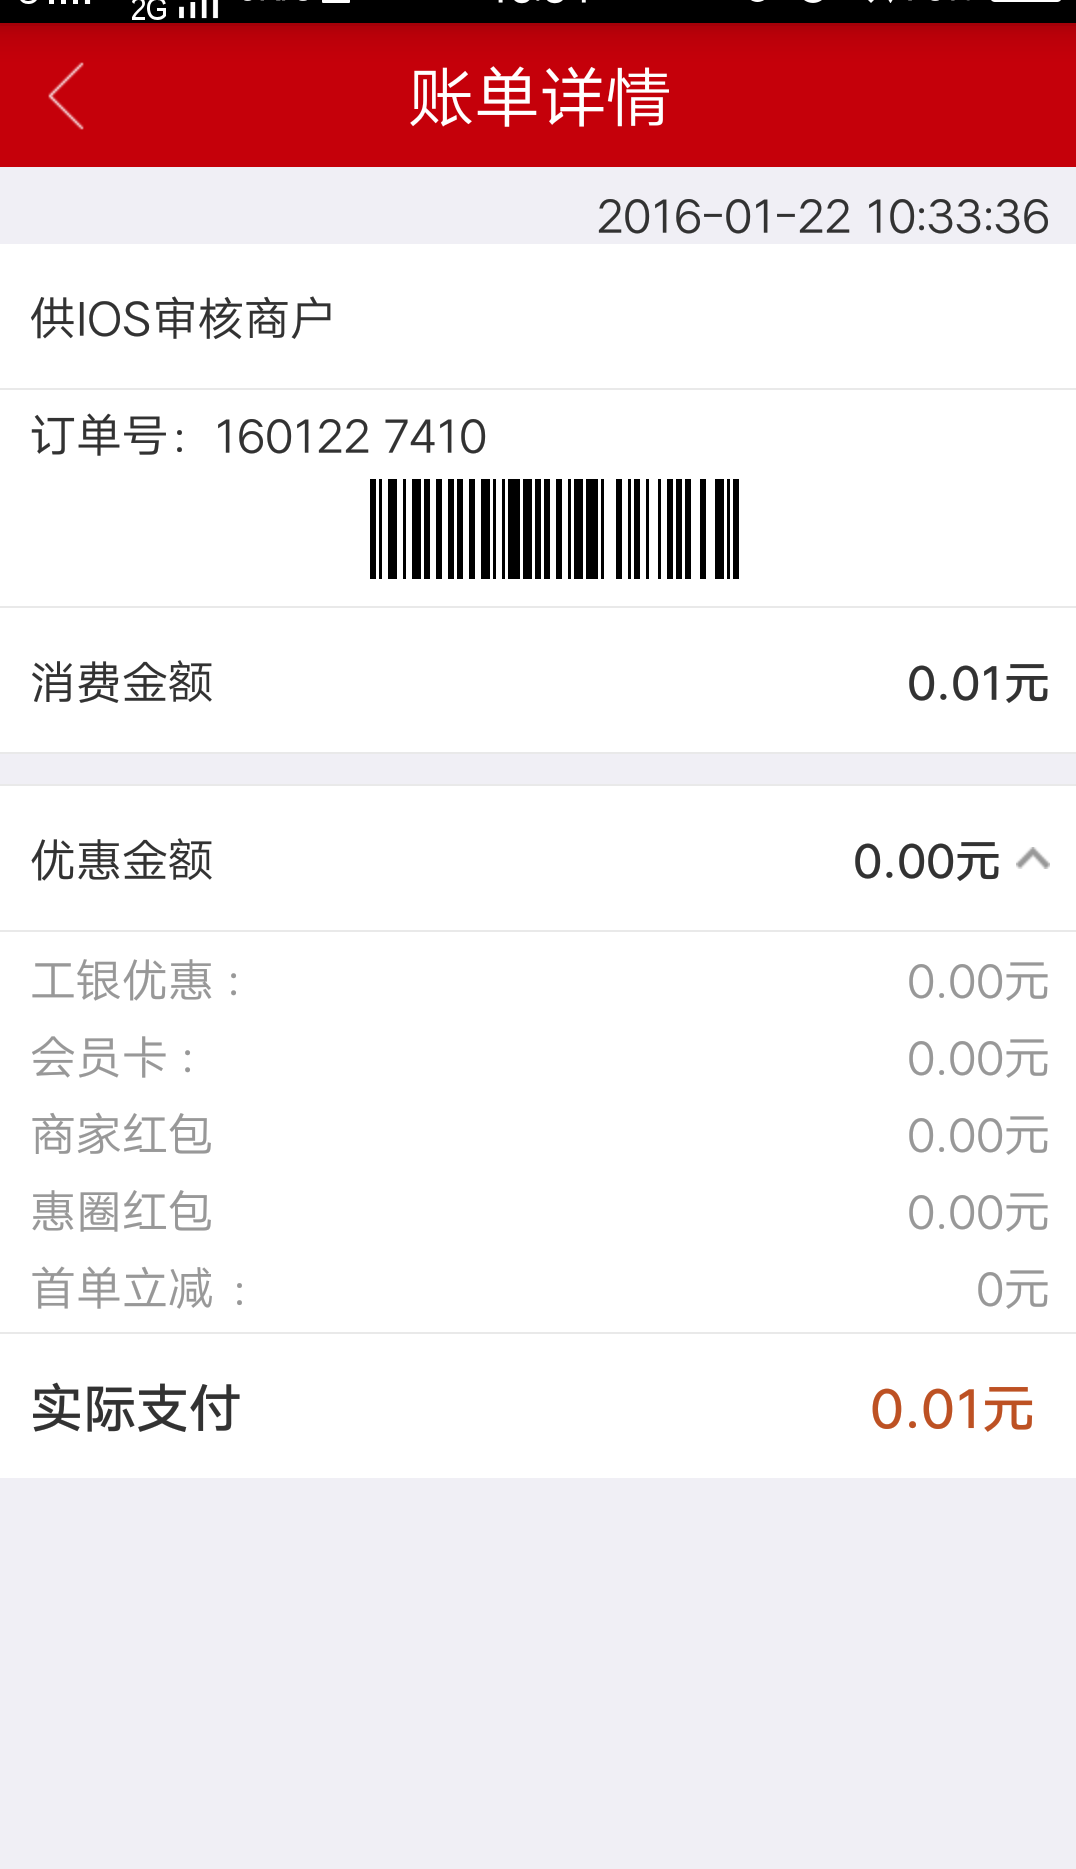 2G
账单详情
2016-01-22 10:33:36
供IOS审核商户
订单号：160122 7410
消费金额 0.01元
优惠金额 0.00元
工银优惠： 0.00元
会员卡： 0.00元
商家红包 0.00元
惠圈红包 0.00元
首单立减 ： 0元
实际支付 0.01元